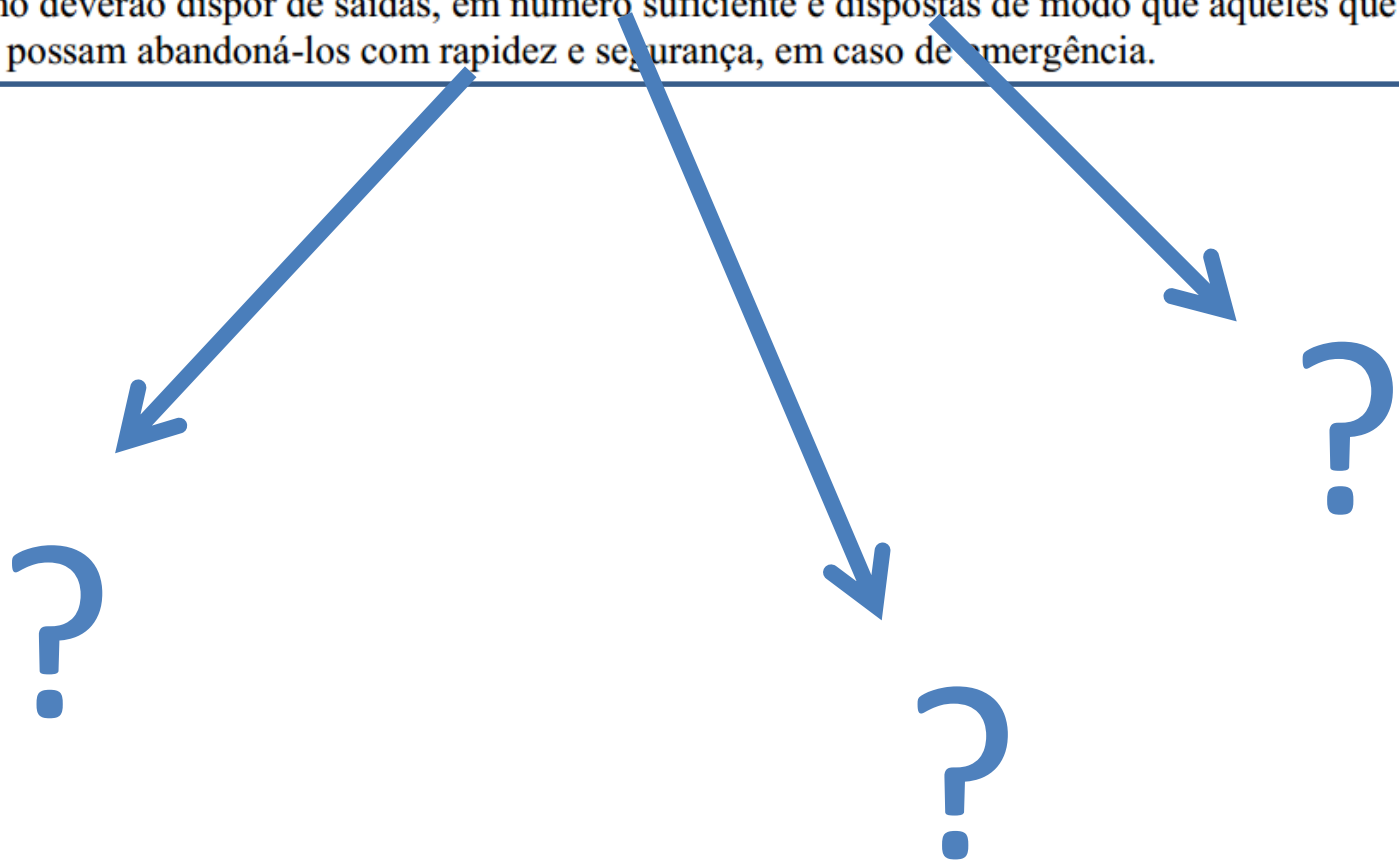 deverão dispor de saídas, em número suficiente e dispostas de modo que aqueles que
possam abandoná-los com rapidez e segurança, em caso de emergência.
?
?
?